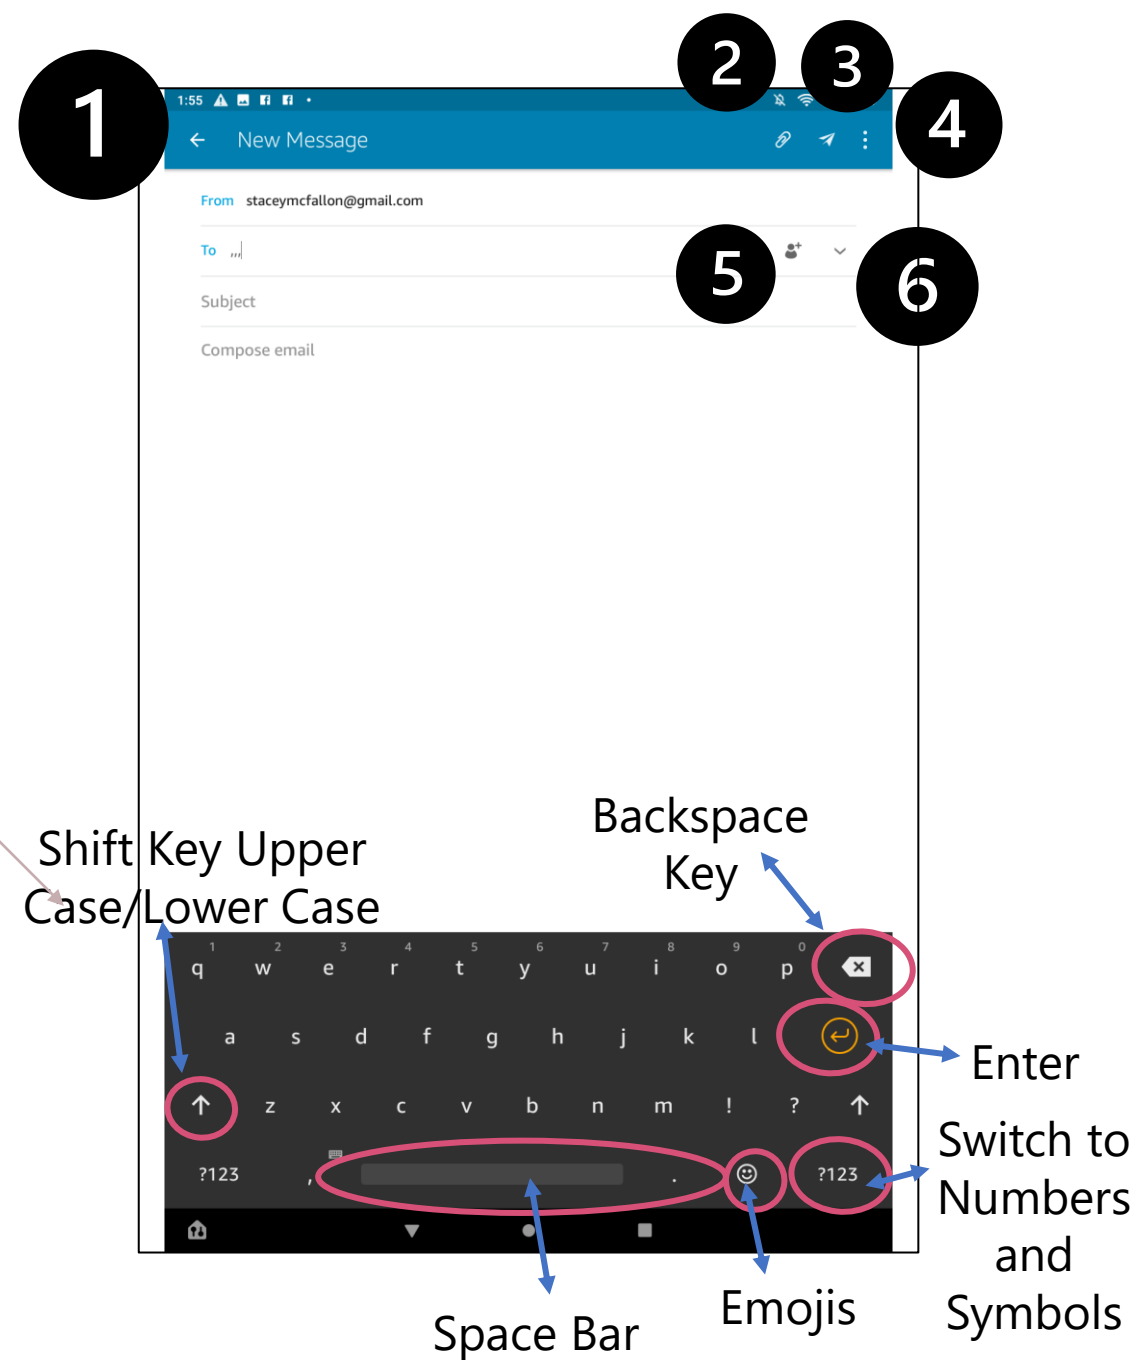 1
2
3
4
1:55
New Message
From staceymcfallon@gmail.com
To ,,,
5
6
Subject
Compose email
Backspace
Key
Shift Key Upper
Case/Lower Case
1 2 3 4 5 6 7 8 9 0
q w e r t y u i o p
a s d f g h j k l
Enter
z x c v b n m ! ?
Switch to
Numbers
and
Symbols
?123 , . ?123
Emojis
Space Bar